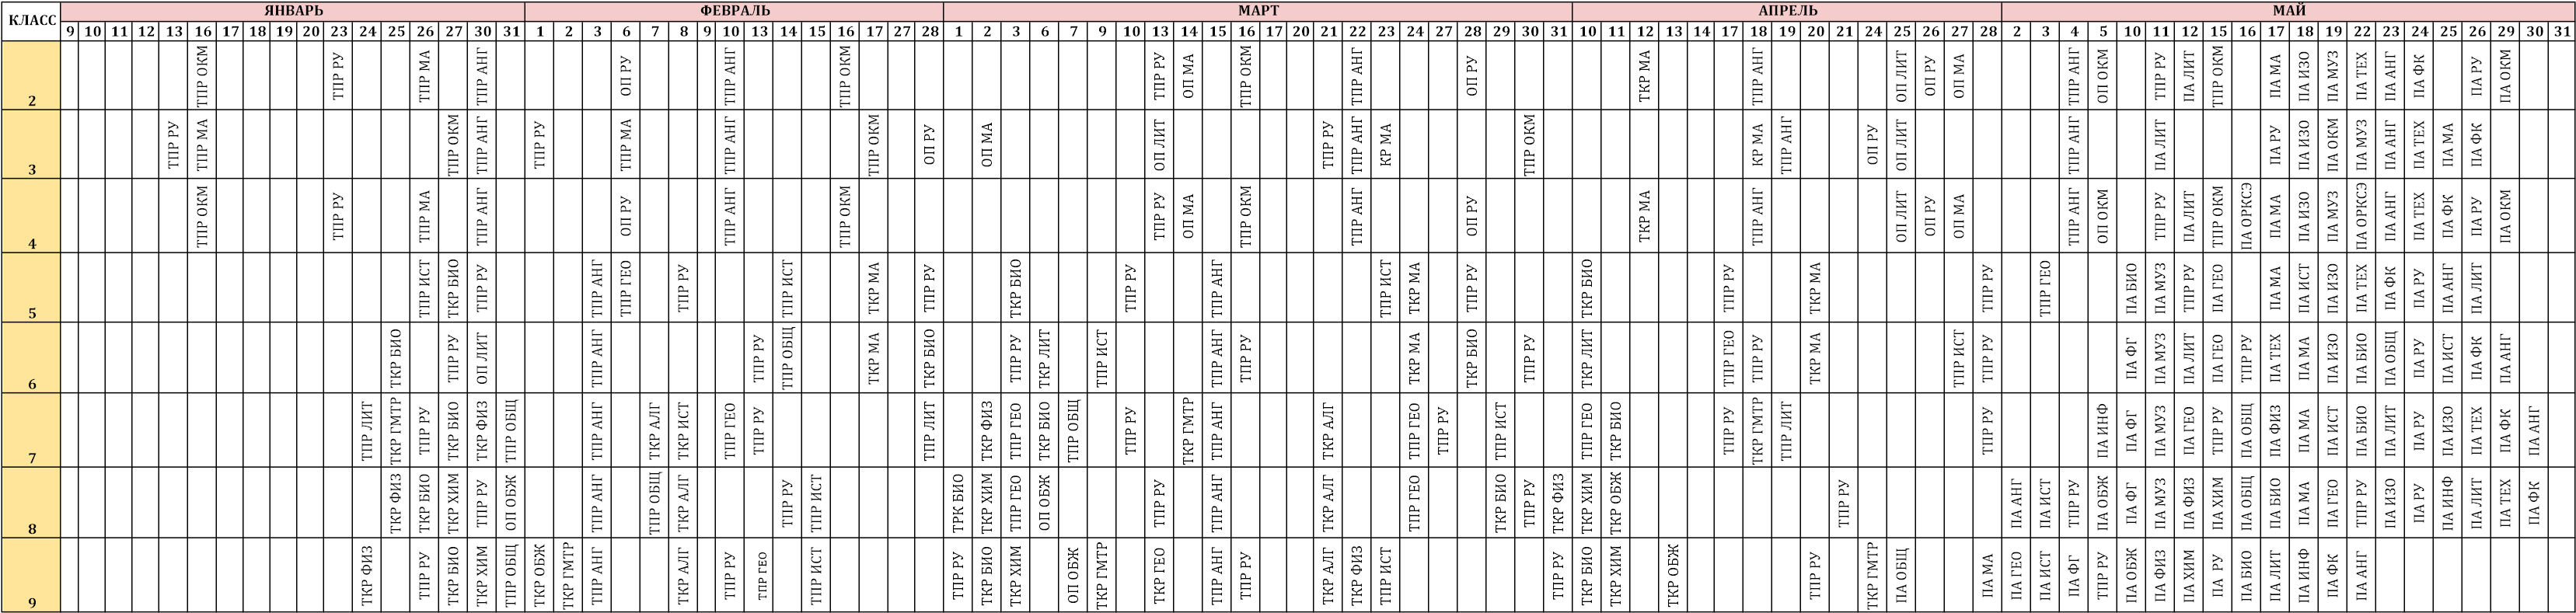 КЛАСС ЯНВАРЬ ФЕВРАЛЬ МАРТ АПРЕЛЬ МАЙ
9 10 11 12 13 16 17 18 19 20 23 24 25 26 27 30 31 1 2 3 6 7 8 9 10 13 14 15 16 17 27 28 1 2 3 6 7 9 10 13 14 15 16 17 20 21 22 23 24 27 28 29 30 31 10 11 12 13 14 17 18 19 20 21 24 25 26 27 28 2 3 4 5 10 11 12 15 16 17 18 19 22 23 24 25 26 29 30 31
2 ТПР ОКМ ТПР РУ ТПР МА ТПР АНГ ОП РУ ТПР АНГ ТПР ОКМ ТПР РУ ОП МА ТПР ОКМ ТПР АНГ ОП РУ ТКР МА ТПР АНГ ОП ЛИТ ОП РУ ОП МА ТПР АНГ ОП ОКМ ТПР РУ ПА ЛИТ ТПР ОКМ ПА МА ПА ИЗО ПА МУЗ ПА ТЕХ ПА АНГ ПА ФК ПА РУ ПА ОКМ
3 ТПР РУ ТПР МА ТПР ОКМ ТПР АНГ ТПР РУ ТПР МА ТПР АНГ ТПР ОКМ ОП РУ ОП МА ОП ЛИТ ТПР РУ ТПР АНГ КР МА ТПР ОКМ КР МА ТПР АНГ ОП РУ ОП ЛИТ ТПР АНГ ПА ЛИТ ПА РУ ПА ИЗО ПА ОКМ ПА МУЗ ПА АНГ ПА ТЕХ ПА МА ПА ФК
4 ТПР ОКМ ТПР РУ ТПР МА ТПР АНГ ОП РУ ТПР АНГ ТПР ОКМ ТПР РУ ОП МА ТПР ОКМ ТПР АНГ ОП РУ ТКР МА ТПР АНГ ОП ЛИТ ОП РУ ОП МА ТПР АНГ ОП ОКМ ТПР РУ ПА ЛИТ ТПР ОКМ ПА ОРКСЭ ПА МА ПА ИЗО ПА МУЗ ПА ОРКСЭ ПА АНГ ПА ТЕХ ПА ФК ПА РУ ПА ОКМ
5 ТПР ИСТ ТКР БИО ТПР РУ ТПР АНГ ТПР ГЕО ТПР РУ ТПР ИСТ ТКР МА ТПР РУ ТКР БИО ТПР РУ ТПР АНГ ТПР ИСТ ТКР МА ТПР РУ ТКР БИО ТПР РУ ТКР МА ТПР РУ ТПР ГЕО ПА БИО ПА МУЗ ТПР РУ ПА ГЕО ПА МА ПА ИСТ ПА ИЗО ПА ТЕХ ПА ФК ПА РУ ПА АНГ ПА ЛИТ
6 ТКР БИО ТПР РУ ОП ЛИТ ТПР АНГ ТПР РУ ТПР ОБЩ ТКР МА ТКР БИО ТПР РУ ТКР ЛИТ ТПР ИСТ ТПР АНГ ТПР РУ ТКР МА ТКР БИО ТПР РУ ТКР ЛИТ ТПР ГЕО ТПР РУ ТКР МА ТПР ИСТ ТПР РУ ПА ФГ ПА МУЗ ПА ЛИТ ПА ГЕО ТПР РУ ПА ТЕХ ПА МА ПА ИЗО ПА БИО ПА ОБЩ ПА РУ ПА ИСТ ПА ФК ПА АНГ
7 ТПР ЛИТ ТКР ГМТР ТПР РУ ТКР БИО ТКР ФИЗ ТПР ОБЩ ТПР АНГ ТКР АЛГ ТКР ИСТ ТПР ГЕО ТПР РУ ТПР ЛИТ ТКР ФИЗ ТПР ГЕО ТКР БИО ТПР ОБЩ ТПР РУ ТКР ГМТР ТПР АНГ ТКР АЛГ ТКР ГЕО ТПР РУ ТПР ИСТ ТПР ГЕО ТКР БИО ТПР РУ ТКР ГМТР ТПР ЛИТ ТПР РУ ПА ИНФ ПА ФГ ПА МУЗ ПА ГЕО ТПР РУ ПА ОБЩ ПА ФИЗ ПА МА ПА ИСТ ПА БИО ПА ЛИТ ПА РУ ПА ИЗО ПА ТЕХ ПА ФК ПА АНГ
8 ТКР ФИЗ ТКР БИО ТКР ХИМ ТПР РУ ОП ОБЖ ТПР АНГ ТПР ОБЩ ТКР АЛГ ТПР РУ ТПР ИСТ ТРК БИО ТКР ХИМ ТПР ГЕО ОП ОБЖ ТПР РУ ТПР АНГ ТКР АЛГ ТПР ГЕО ТКР БИО ТПР РУ ТКР ФИЗ ТКР ХИМ ТКР ОБЖ ТПР РУ ПА АНГ ПА ИСТ ТПР РУ ПА ОБЖ ПА ФГ ПА МУЗ ПА ФИЗ ПА ХИМ ПА ОБЩ ПА БИО ПА МА ПА ГЕО ТПР РУ ПА ИЗО ПА РУ ПА ИНФ ПА ЛИТ ПА ТЕХ ПА ФК
9 ТКР ФИЗ ТПР РУ ТКР БИО ТКР ХИМ ТПР ОБЩ ТКР ОБЖ ТКР ГМТР ТПР АНГ ТКР АЛГ ТПР РУ ТПР ГЕО ТПР ИСТ ТПР РУ ТКР БИО ТКР ХИМ ОП ОБЖ ТКР ГМТР ТКР ГЕО ТПР АНГ ТПР РУ ТКР АЛГ ТКР ФИЗ ТПР ИСТ ТПР РУ ТКР БИО ТКР ХИМ ТКР ОБЖ ТПР РУ ТКР ГМТР ПА ОБЩ ПА МА ПА ГЕО ПА ИСТ ПА ФГ ТПР РУ ПА ОБЖ ПА ФИЗ ПА ХИМ ПА РУ ПА БИО ПА ЛИТ ПА ИНФ ПА ФК ПА АНГ